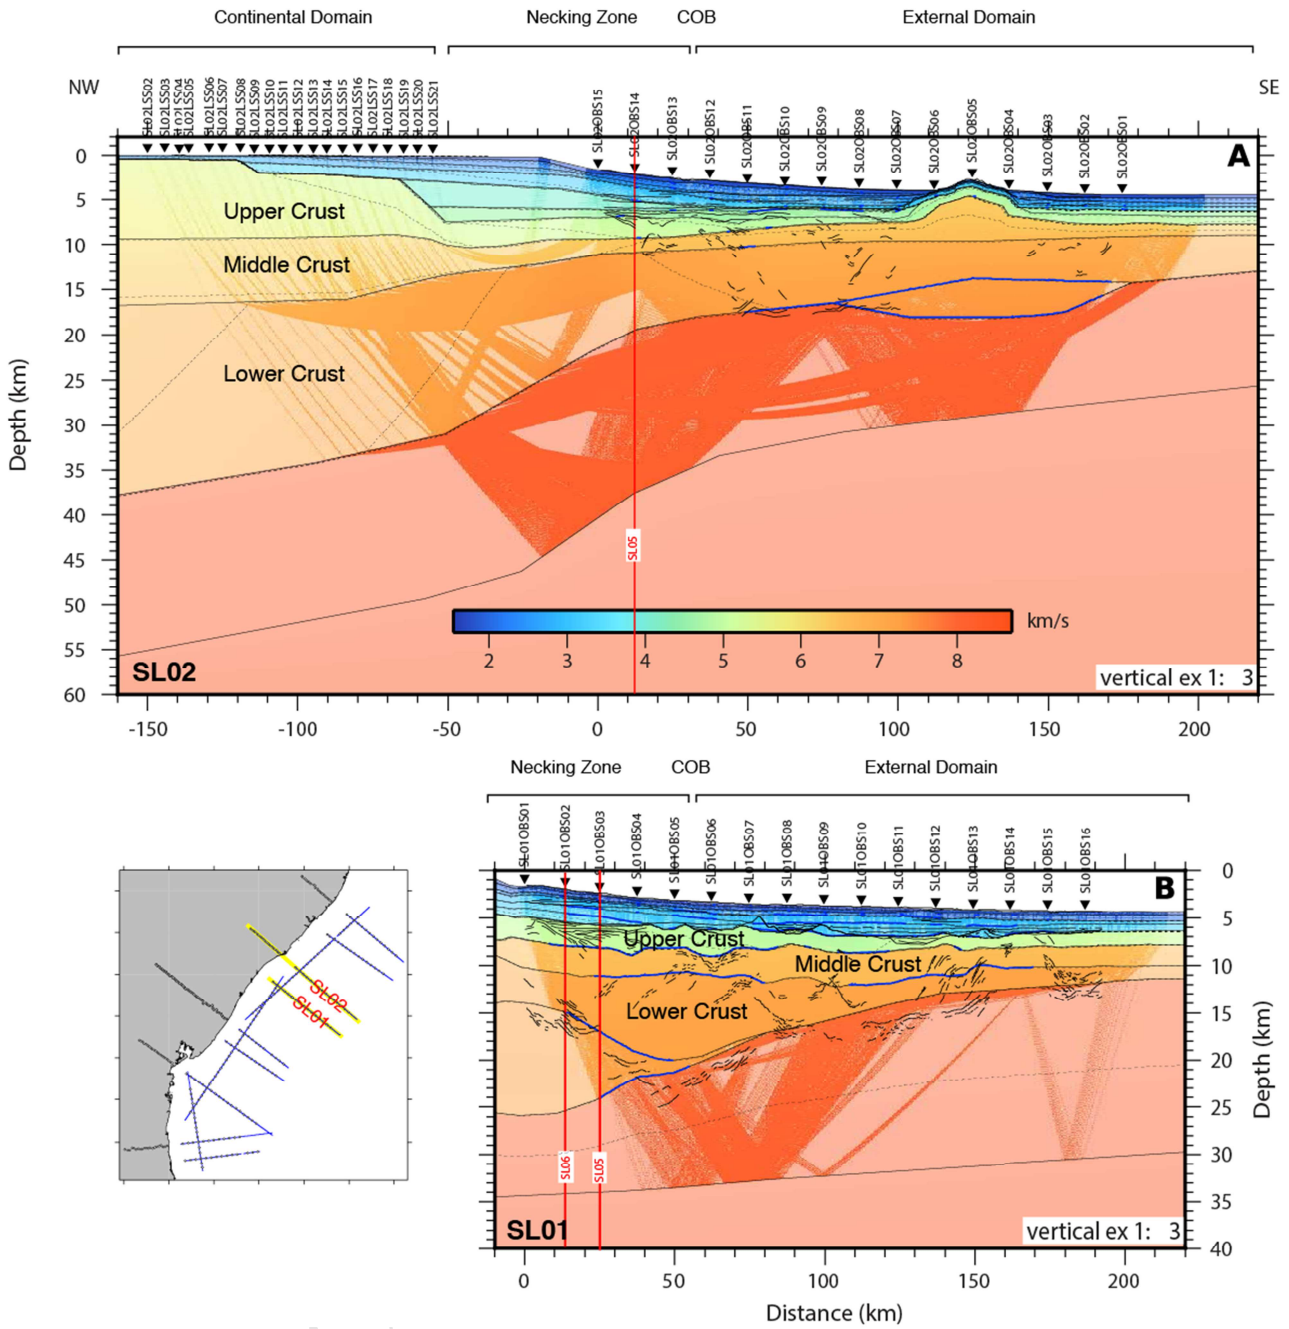 Continental Domain Necking Zone COB External Domain
NW SE
SL02LSS02 SL02LSS03 SL02LSS04 SL02LSS05 SL02LSS06 SL02LSS07 SL02LSS08 SL02LSS09 SL02LSS10 SL02LSS11 SL02LSS12 SL02LSS13 SL02LSS14 SL02LSS15 SL02LSS16 SL02LSS17 SL02LSS18 SL02LSS19 SL02LSS20 SL02LSS21 SL02OBS15 SL02OBS14 SL02OBS13 SL02OBS12 SL02OBS11 SL02OBS10 SL02OBS09 SL02OBS08 SL02OBS07 SL02OBS06 SL02OBS05 SL02OBS04 SL02OBS03 SL02OBS02 SL02OBS01
A
0
5
10
15
20
25
30
35
40
45
50
55
60
Depth (km)
Upper Crust
Middle Crust
Lower Crust
SL05
km/s
2 3 4 5 6 7 8
SL02
vertical ex 1: 3
-150 -100 -50 0 50 100 150 200
Necking Zone COB External Domain
SL01OBS01 SL01OBS02 SL01OBS03 SL01OBS04 SL01OBS05 SL01OBS06 SL01OBS07 SL01OBS08 SL01OBS09 SL01OBS10 SL01OBS11 SL01OBS12 SL01OBS13 SL01OBS14 SL01OBS15 SL01OBS16
B
0
5
10
15
20
25
30
35
40
Depth (km)
Upper Crust
Middle Crust
Lower Crust
SL06 SL05
SL01
vertical ex 1: 3
0 50 100 150 200
Distance (km)
SL02
SL01